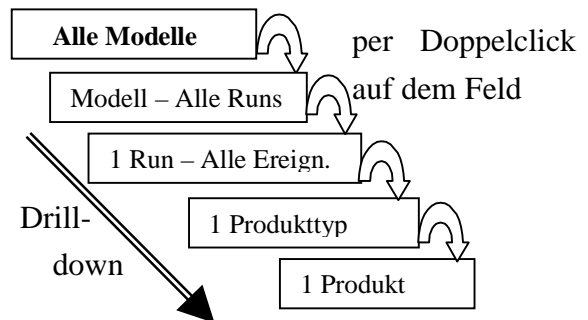 Alle Modelle
per Doppelclick
auf dem Feld
Modell – Alle Runs
1 Run – Alle Ereign.
1 Produkttyp
1 Produkt
Drill-
down